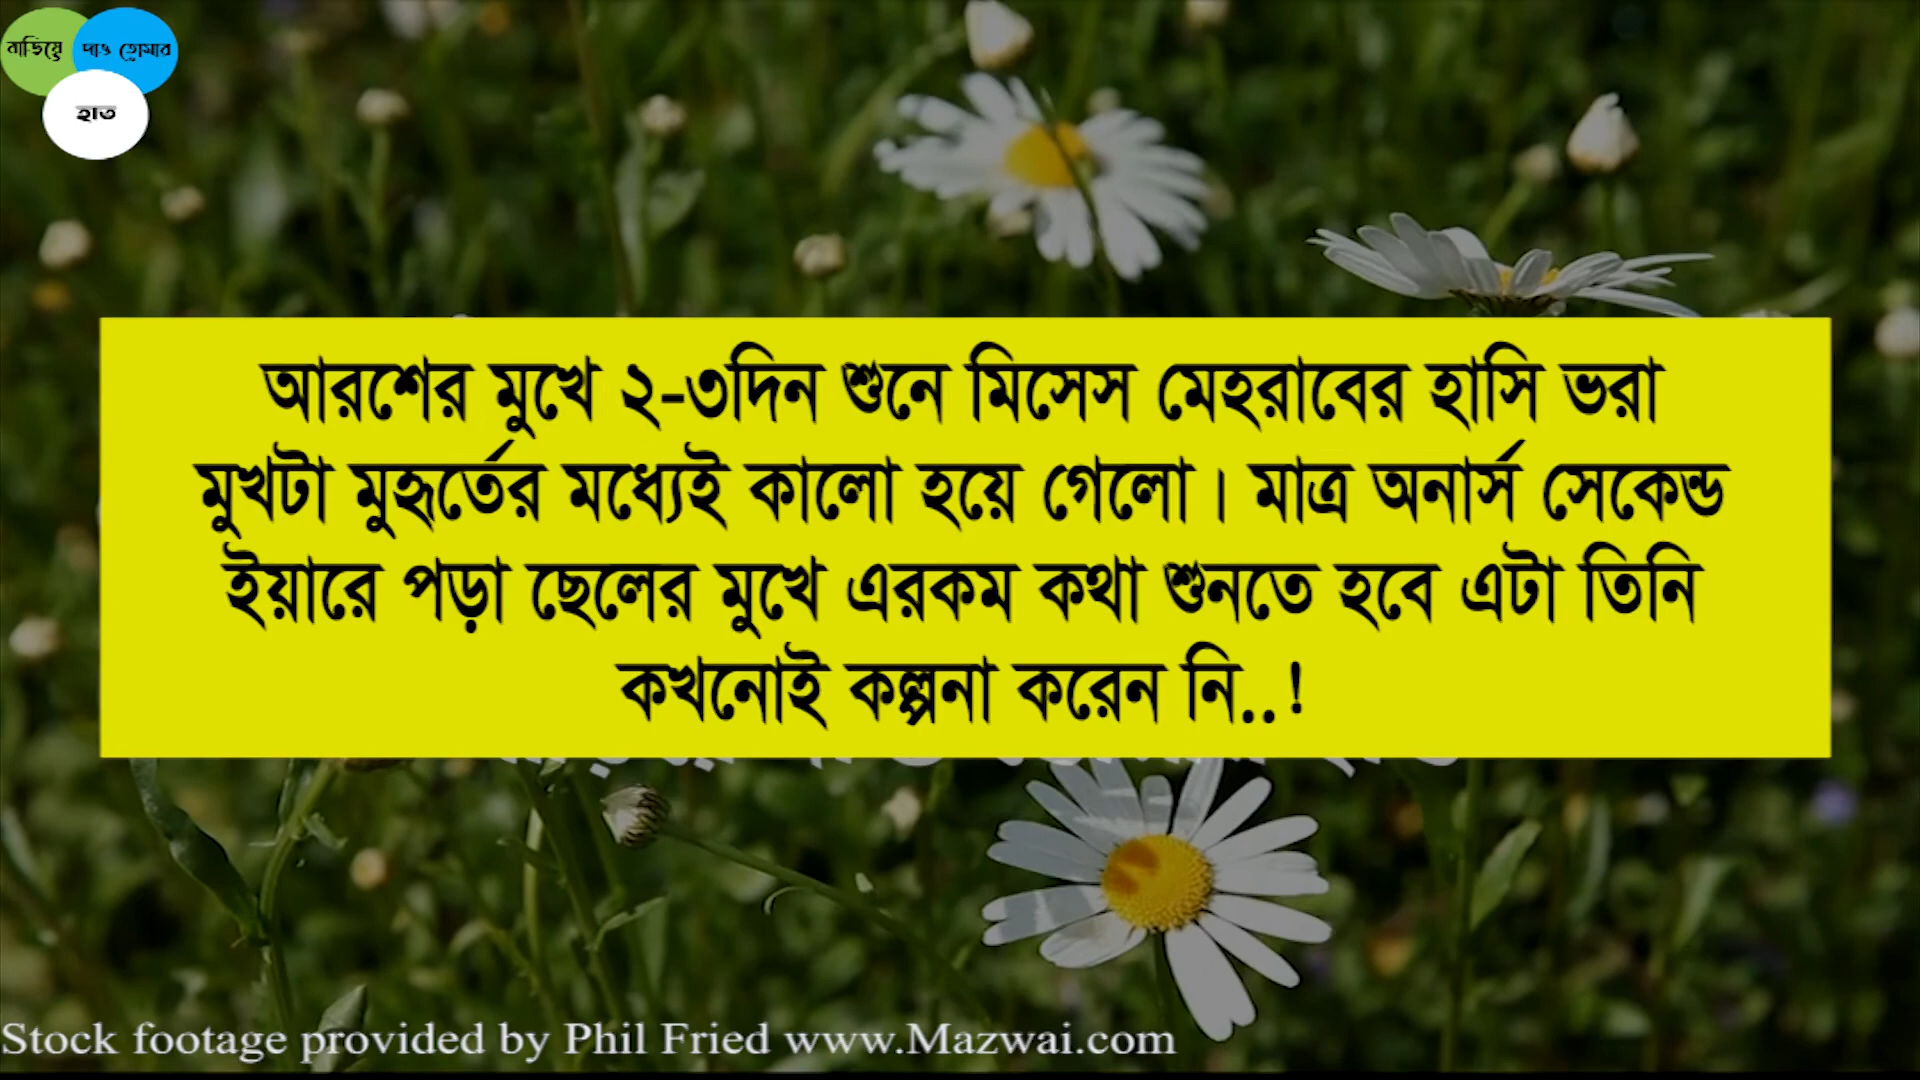 বাড়িয়ে দাও তোমার
হাত
আরশের মুখে ২-৩দিন শুনে মিসেস মেহরাবের হাসি ভরা
মুখটা মুহূর্তের মধ্যেই কালো হয়ে গেলো। মাত্র অনার্স সেকেন্ড
ইয়ারে পড়া ছেলের মুখে এরকম কথা শুনতে হবে এটা তিনি
কখনোই কল্পনা করেন নি..!
Stock footage provided by Phil Fried www.Mazwai.com